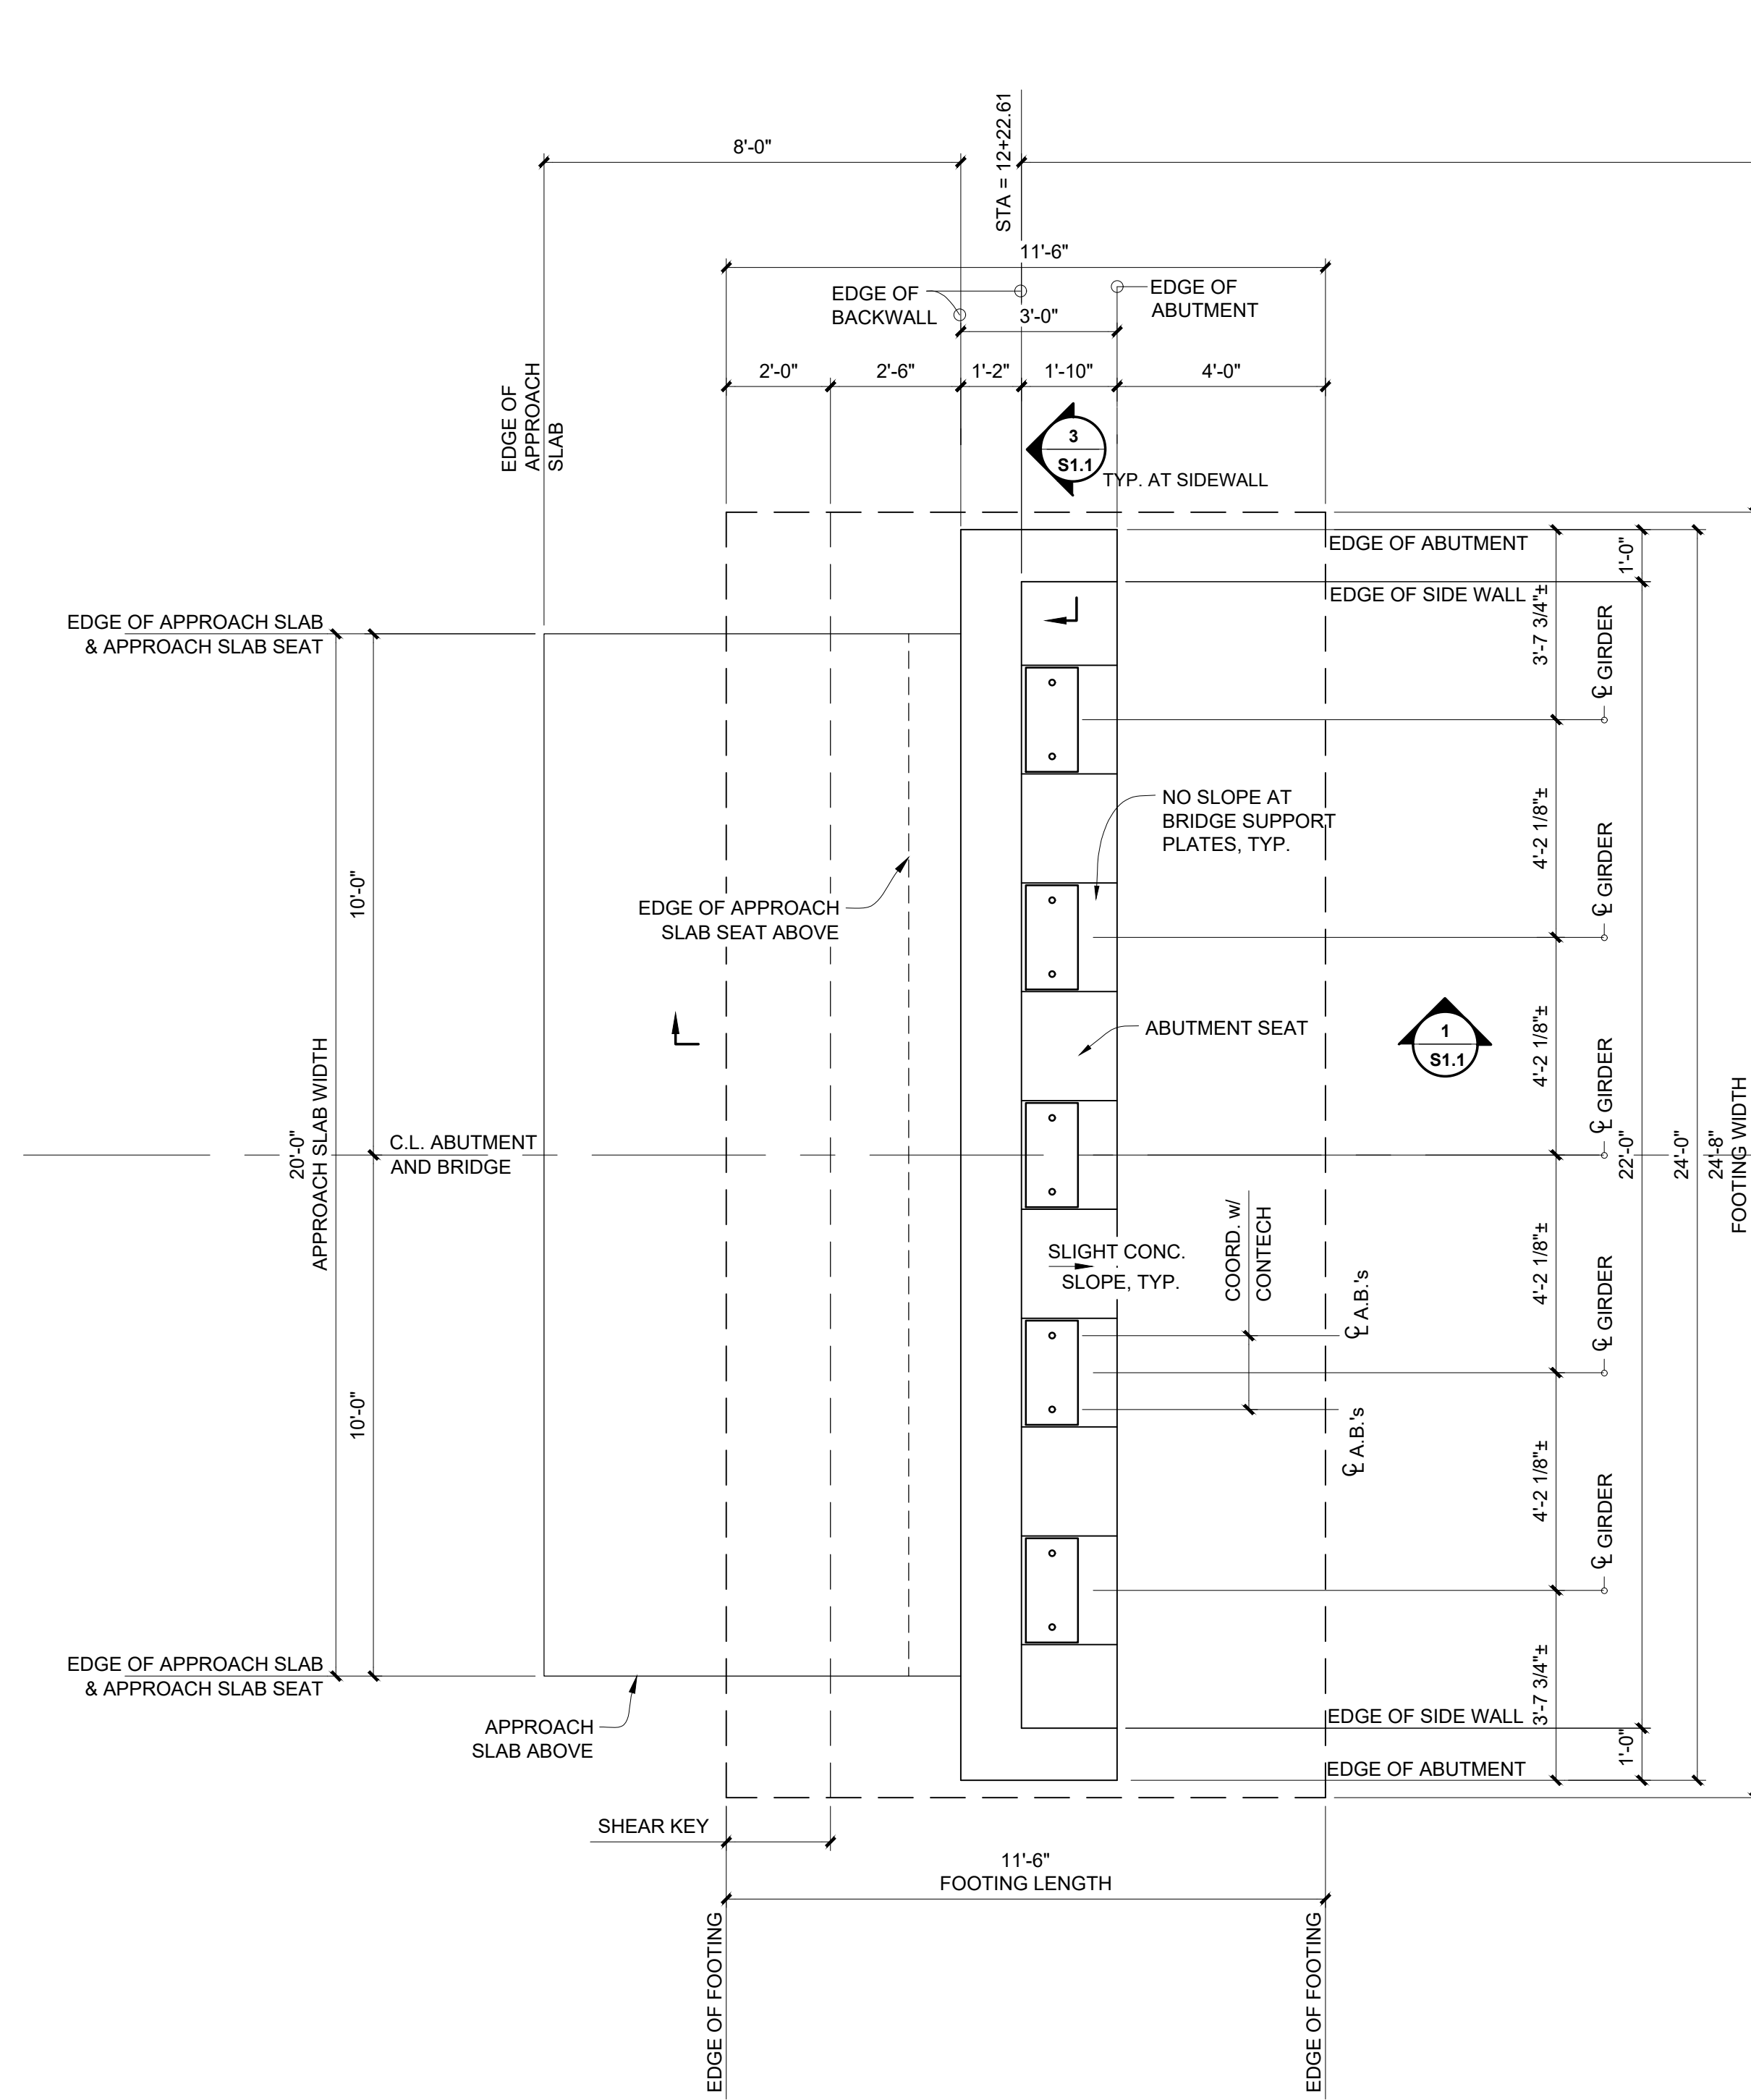 STA = 12+22.61
8'-0"
11'-6"
EDGE OF
BACKWALL
EDGE OF
ABUTMENT
3'-0"
2'-0"
2'-6"
1'-2"
1'-10"
4'-0"
EDGE OF
APPROACH
SLAB
3
S1.1
TYP. AT SIDEWALL
EDGE OF ABUTMENT
1'-0"
EDGE OF SIDE WALL
3'-7 3/4"±
℄ GIRDER
EDGE OF APPROACH SLAB
& APPROACH SLAB SEAT
NO SLOPE AT
BRIDGE SUPPORT
PLATES, TYP.
4'-2 1/8"±
℄ GIRDER
10'-0"
EDGE OF APPROACH
SLAB SEAT ABOVE
ABUTMENT SEAT
1
S1.1
4'-2 1/8"±
℄ GIRDER
20'-0"
APPROACH SLAB WIDTH
C.L. ABUTMENT
AND BRIDGE
22'-0"
24'-0"
24'-8"
FOOTING WIDTH
SLIGHT CONC.
SLOPE, TYP.
COORD. w/
CONTECH
℄ A.B.'s
4'-2 1/8"±
℄ GIRDER
10'-0"
℄ A.B.'s
4'-2 1/8"±
℄ GIRDER
EDGE OF APPROACH SLAB
& APPROACH SLAB SEAT
3'-7 3/4"±
EDGE OF SIDE WALL
1'-0"
APPROACH
SLAB ABOVE
EDGE OF ABUTMENT
SHEAR KEY
11'-6"
FOOTING LENGTH
EDGE OF FOOTING
EDGE OF FOOTING